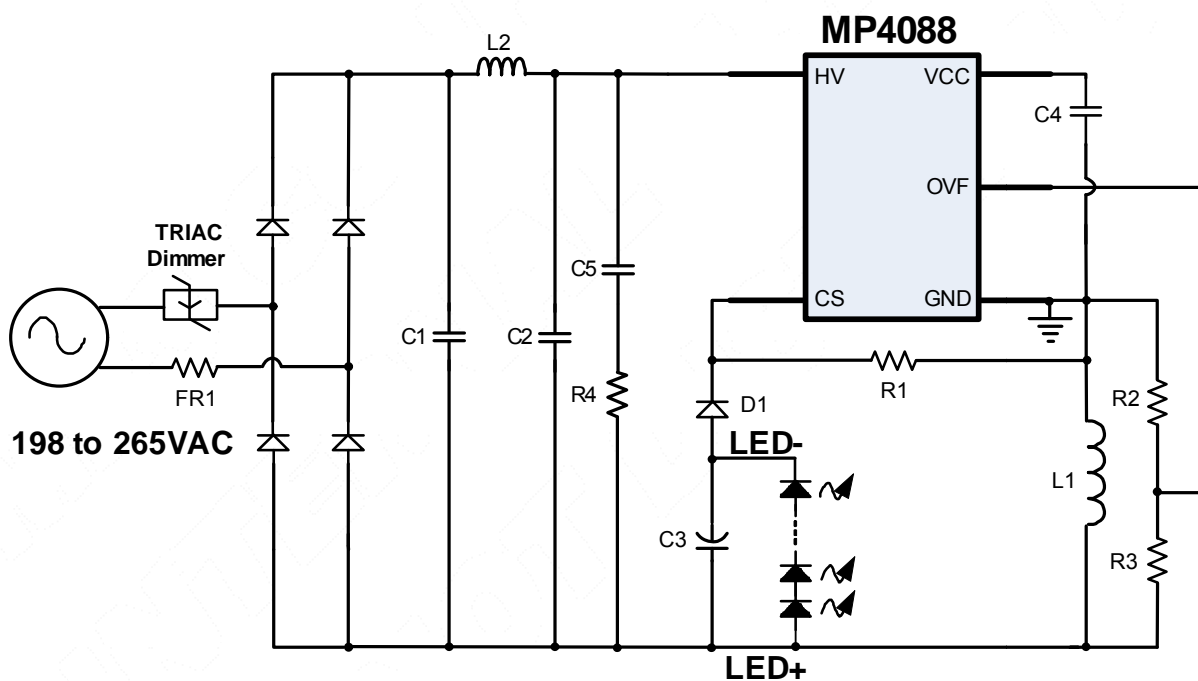 MP4088
L2
HV
VCC
C4
OVF
TRIAC
Dimmer
C5
CS
GND
C1
C2
R1
FR1
R4
D1
R2
198 to 265VAC
LED-
L1
C3
R3
LED+